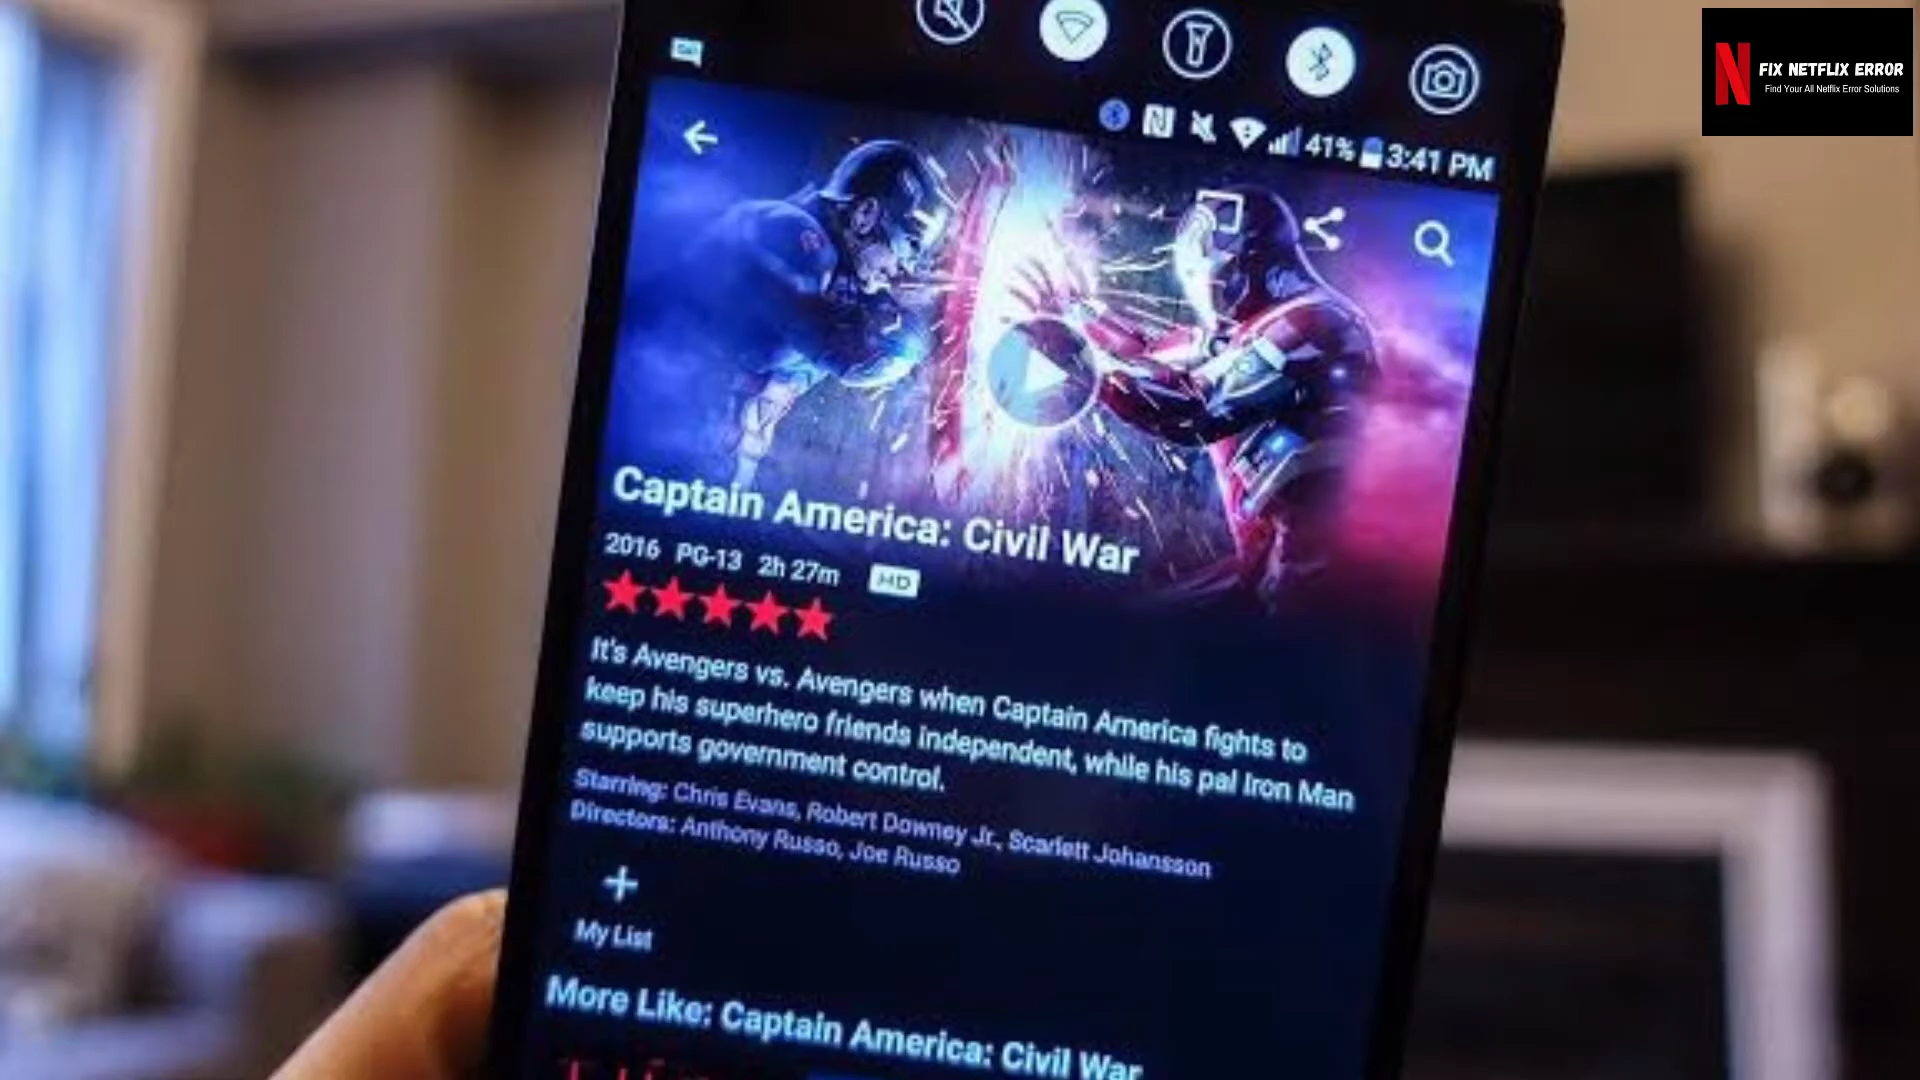 FIX NETFLIX ERROR
Find Your All Netflix Error Solutions
41% 3:41 PM
Captain America: Civil War
2016 PG-13 2h 27m HD
It's Avengers vs. Avengers when Captain America fights to
keep his superhero friends independent, while his pal Iron Man
supports government control.
Starring: Chris Evans, Robert Downey Jr., Scarlett Johansson
Directors: Anthony Russo, Joe Russo
My List
More Like: Captain America: Civil War